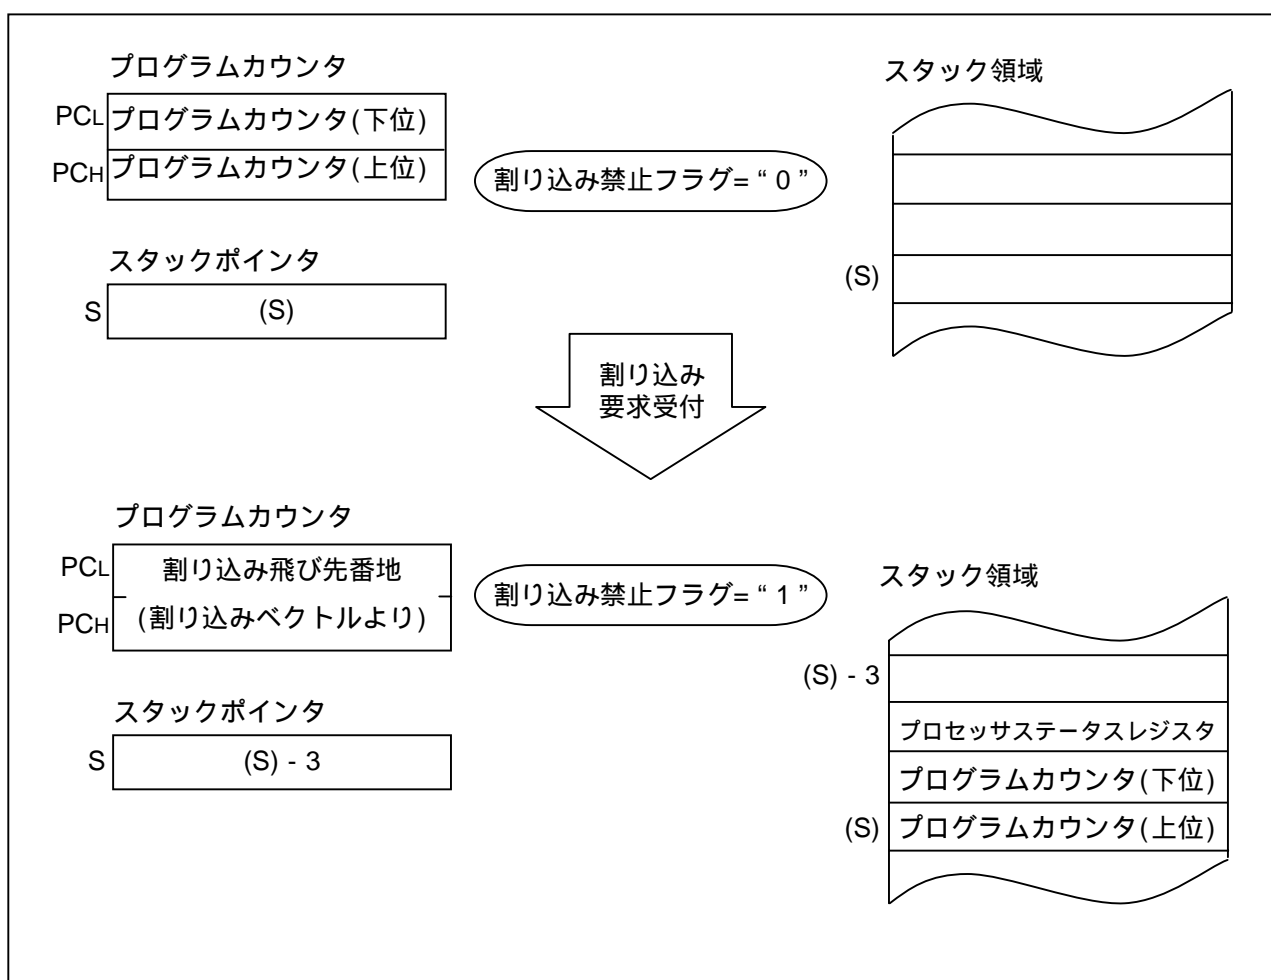 プログラムカウンタ
PCL プログラムカウンタ(下位)
PCH プログラムカウンタ(上位)
割り込み禁止フラグ= “ 0 ”
スタックポインタ
S (S)
スタック領域
(S)
割り込み
要求受付
プログラムカウンタ
PCL 割り込み飛び先番地
PCH (割り込みベクトルより)
割り込み禁止フラグ= “ 1 ”
スタックポインタ
S (S) - 3
スタック領域
(S) - 3
プロセッサステータスレジスタ
プログラムカウンタ(下位)
(S) プログラムカウンタ(上位)